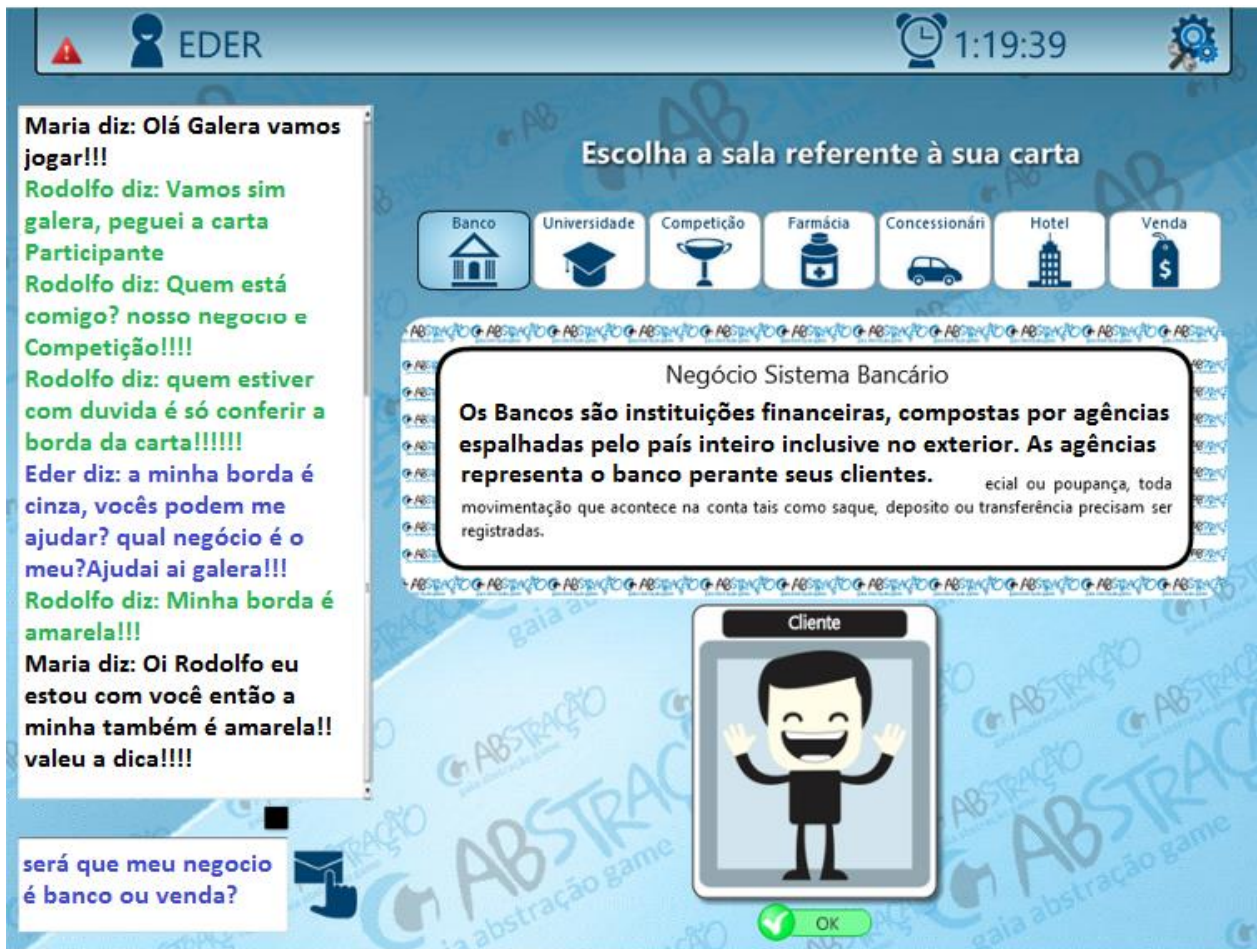 EDER
1:19:39
Maria diz: Olá Galera vamos
jogar!!!
Rodolfo diz: Vamos sim
galera, peguei a carta
Participante
Rodolfo diz: Quem está
comigo? nosso negocio e
Competição!!!!
Rodolfo diz: quem estiver
com duvida é só conferir a
borda da carta!!!!!!
Eder diz: a minha borda é
cinza, vocês podem me
ajudar? qual negócio é o
meu?Ajudai ai galera!!!
Rodolfo diz: Minha borda é
amarela!!!
Maria diz: Oi Rodolfo eu
estou com você então a
minha também é amarela!!
valeu a dica!!!!
será que meu negocio
é banco ou venda?
Escolha a sala referente à sua carta
Banco
Universidade
Competição
Farmácia
Concessionári
Hotel
Venda
$
Negócio Sistema Bancário
Os Bancos são instituições financeiras, compostas por agências
espalhadas pelo país inteiro inclusive no exterior. As agências
representa o banco perante seus clientes.
ecial ou poupança, toda
movimentação que acontece na conta tais como saque, deposito ou transferência precisam ser
registradas.
Cliente
OK
ABSTRAÇÃO
gaia abstração game